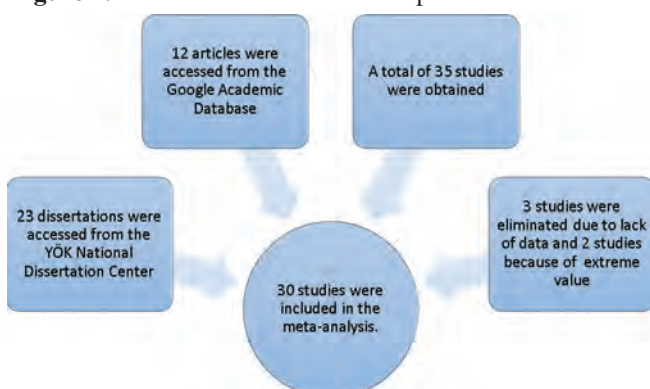 12 articles were
accessed from the
Google Academic
Database
A total of 35 studies
were obtained
23 dissertations were
accessed from the
YÖK National
Dissertation Center
3 studies were
eliminated due to lack
of data and 2 studies
because of extreme
value
30 studies were
included in the
meta-analysis.